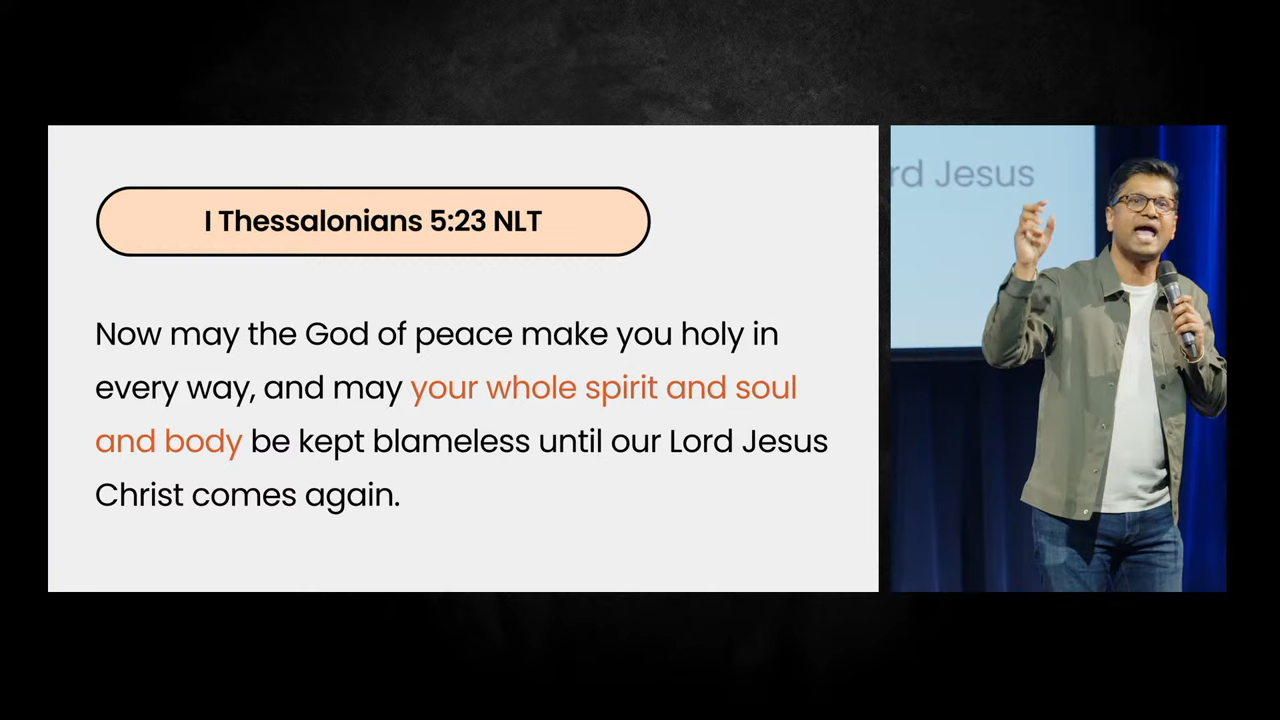 I Thessalonians 5:23 NLT
Now may the God of peace make you holy in
every way, and may your whole spirit and soul
and body be kept blameless until our Lord Jesus
Christ comes again.
rd Jesus